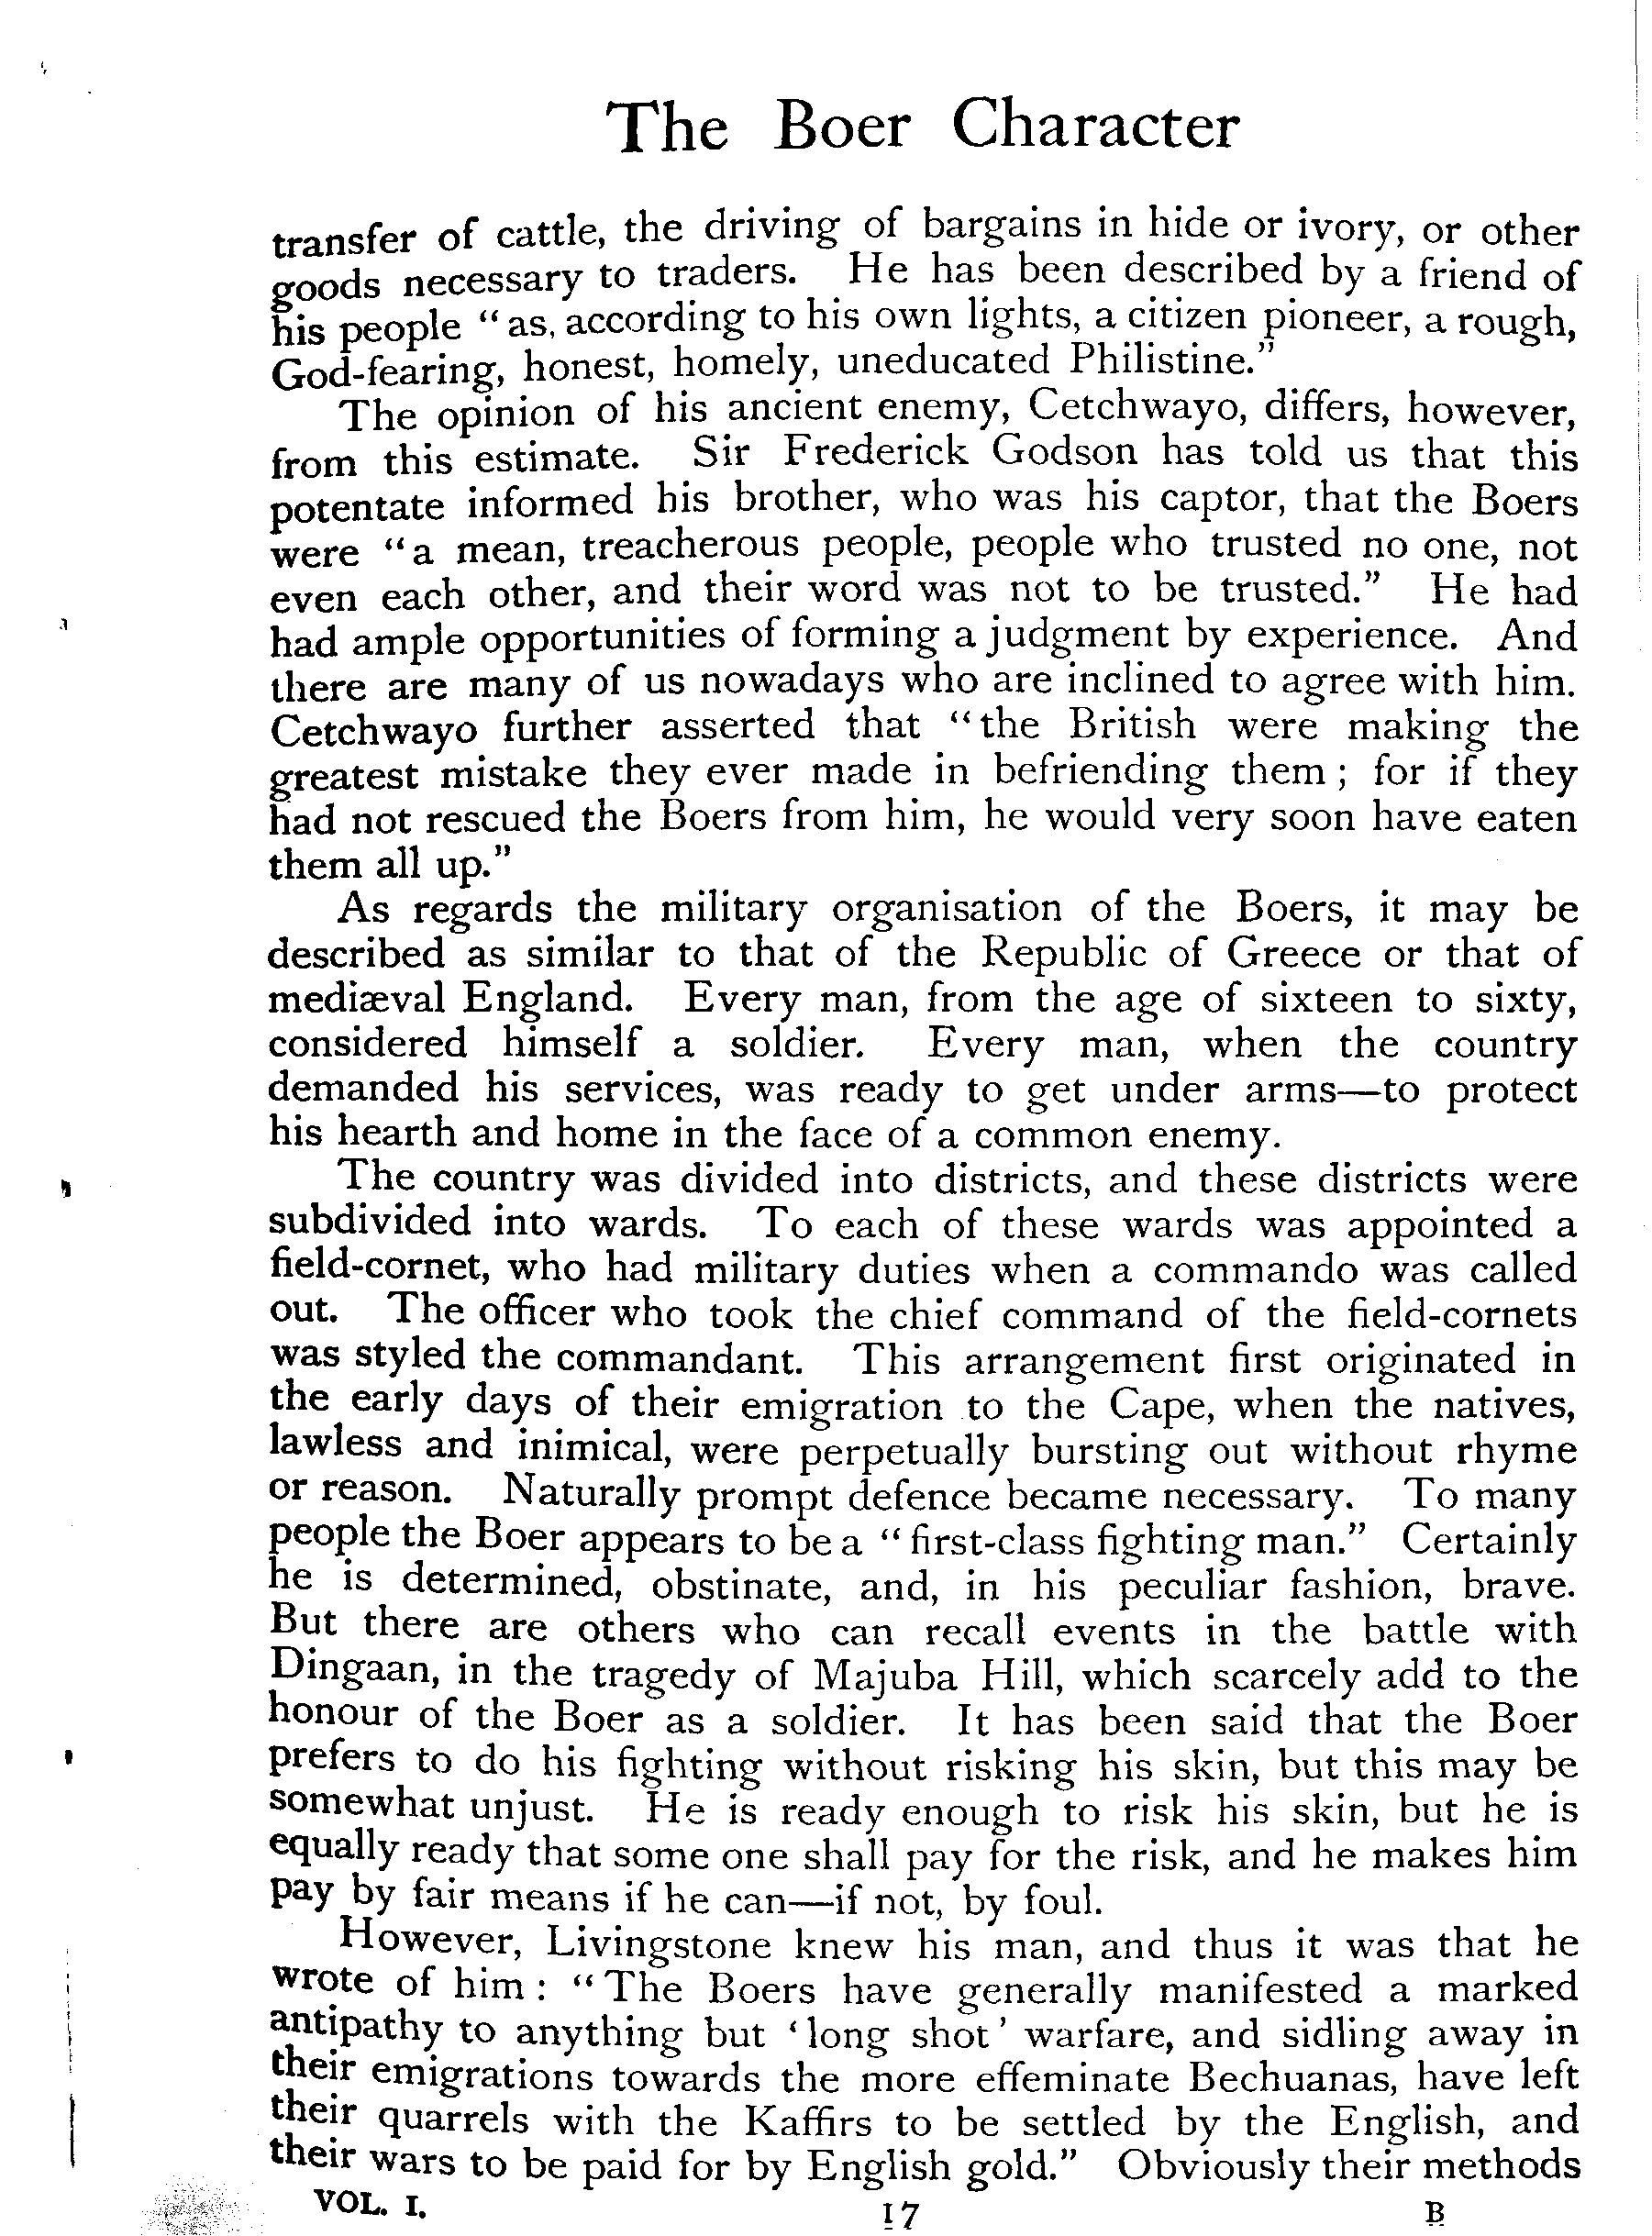 The Boer Character
transfer of cattle, the driving of bargains in hide or ivory, or other
goods necessary to traders. He has been described by a friend of
his people “as, according to his own lights, a citizen pioneer, a rough,
God-fearing, honest, homely, uneducated Philistine.”
The opinion of his ancient enemy, Cetchwayo, differs, however,
from this estimate. Sir Frederick Godson has told us that this
potentate informed his brother, who was his captor, that the Boers
were “a mean, treacherous people, people who trusted no one, not
even each other, and their word was not to be trusted.” He had
had ample opportunities of forming a judgment by experience. And
there are many of us nowadays who are inclined to agree with him.
Cetchwayo further asserted that “the British were making the
greatest mistake they ever made in befriending them; for if they
had not rescued the Boers from him, he would very soon have eaten
them all up.”
As regards the military organisation of the Boers, it may be
described as similar to that of the Republic of Greece or that of
mediæval England. Every man, from the age of sixteen to sixty,
considered himself a soldier. Every man, when the country
demanded his services, was ready to get under arms—to protect
his hearth and home in the face of a common enemy.
The country was divided into districts, and these districts were
subdivided into wards. To each of these wards was appointed a
field-cornet, who had military duties when a commando was called
out. The officer who took the chief command of the field-cornets
was styled the commandant. This arrangement first originated in
the early days of their emigration to the Cape, when the natives,
lawless and inimical, were perpetually bursting out without rhyme
or reason. Naturally prompt defence became necessary. To many
people the Boer appears to be a “first-class fighting man.” Certainly
he is determined, obstinate, and, in his peculiar fashion, brave.
But there are others who can recall events in the battle with
Dingaan, in the tragedy of Majuba Hill, which scarcely add to the
honour of the Boer as a soldier. It has been said that the Boer
prefers to do his fighting without risking his skin, but this may be
somewhat unjust. He is ready enough to risk his skin, but he is
equally ready that some one shall pay for the risk, and he makes him
pay by fair means if he can—if not, by foul.
However, Livingstone knew his man, and thus it was that he
wrote of him: “The Boers have generally manifested a marked
antipathy to anything but ‘long shot’ warfare, and sidling away in
their emigrations towards the more effeminate Bechuanas, have left
their quarrels with the Kaffirs to be settled by the English, and
their wars to be paid for by English gold.” Obviously their methods
VOL. I. 17 B